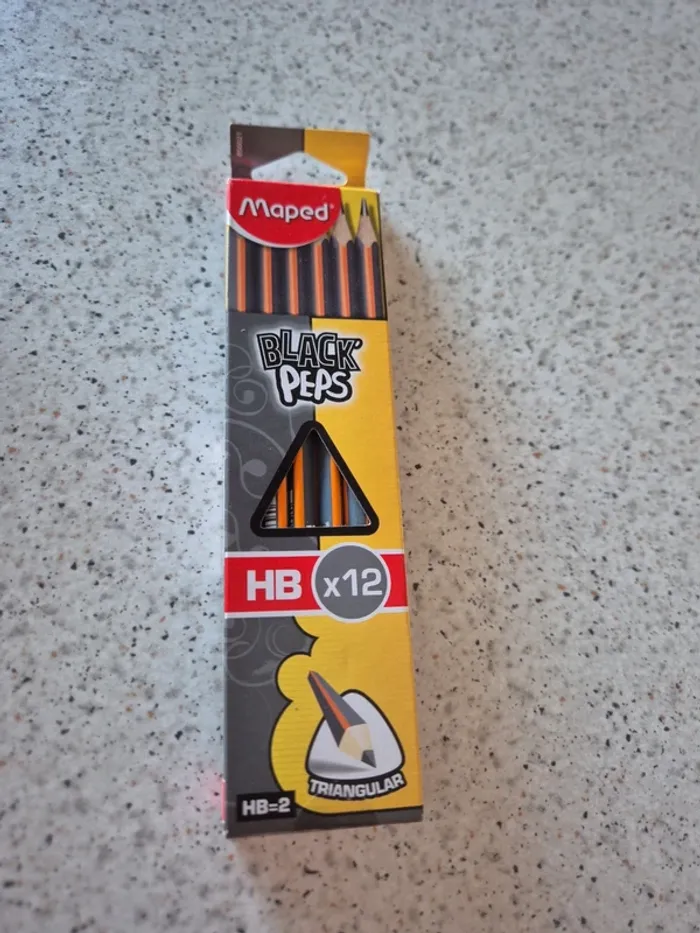 Maped®
BLACK'
PEPS
HB x12
TRIANGULAR
HB=2